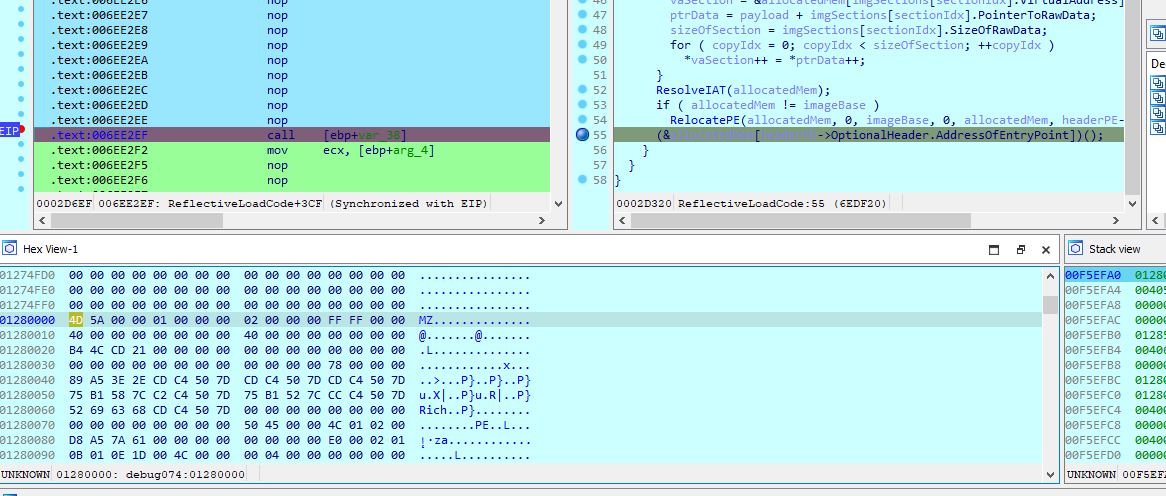 .text:006EE2E6 nop
.text:006EE2E7 nop
.text:006EE2E8 nop
.text:006EE2E9 nop
.text:006EE2EA nop
.text:006EE2EB nop
.text:006EE2EC nop
.text:006EE2ED nop
.text:006EE2EE nop
EIP .text:006EE2EF call [ebp+var_38]
.text:006EE2F2 mov ecx, [ebp+arg_4]
.text:006EE2F5 nop
.text:006EE2F6 nop
0002D6EF 006EE2EF: ReflectiveLoadCode+3CF (Synchronized with EIP)
46 vaSection = &allocatedMem[imgSections[sectionIdx].VirtualAddress]
47 ptrData = payload + imgSections[sectionIdx].PointerToRawData;
48 sizeOfSection = imgSections[sectionIdx].SizeOfRawData;
49 for ( copyIdx = 0; copyIdx < sizeOfSection; ++copyIdx )
50 *vaSection++ = *ptrData++;
51 }
52 ResolveIAT(allocatedMem);
53 if ( allocatedMem != imageBase )
54 RelocatePE(allocatedMem, 0, imageBase, 0, allocatedMem, headerPE-
55 (&allocatedMem[headerPE->OptionalHeader.AddressOfEntryPoint])();
56 }
57 }
58 }
0002D320 ReflectiveLoadCode:55 (6EDF20)
De
Hex View-1
01274FD0 00 00 00 00 00 00 00 00 00 00 00 00 00 00 00 00 ................
01274FE0 00 00 00 00 00 00 00 00 00 00 00 00 00 00 00 00 ................
01274FF0 00 00 00 00 00 00 00 00 00 00 00 00 00 00 00 00 ................
01280000 4D 5A 00 00 01 00 00 00 02 00 00 00 FF FF 00 00 MZ..............
01280010 40 00 00 00 00 00 00 00 40 00 00 00 00 00 00 00 @.......@.......
01280020 B4 4C CD 21 00 00 00 00 00 00 00 00 00 00 00 00 .L..............
01280030 00 00 00 00 00 00 00 00 00 00 00 00 78 00 00 00 ............x...
01280040 89 A5 3E 2E CD C4 50 7D CD C4 50 7D CD C4 50 7D ..>...P}..P}..P}
01280050 75 B1 58 7C C2 C4 50 7D 75 B1 52 7C CC C4 50 7D u.X|..P}u.R|..P}
01280060 52 69 63 68 CD C4 50 7D 00 00 00 00 00 00 00 00 Rich..P}........
01280070 00 00 00 00 00 00 00 00 50 45 00 00 4C 01 02 00 ........PE..L...
01280080 D8 A5 7A 61 00 00 00 00 00 00 00 00 E0 00 02 01
01280090 0B 01 0E 1D 00 4C 00 00 00 04 00 00 00 00 00 00 .....L..........
UNKNOWN 01280000: debug074:01280000
Stack view
00F5EFA0 01280
00F5EFA4 00405
00F5EFA8 00000
00F5EFAC 00000
00F5EFB0 01285
00F5EFB4 00400
00F5EFB8 00000
00F5EFBC 01280
00F5EFC0 01280
00F5EFC4 00400
00F5EFC8 00000
00F5EFCC 00400
00F5EFD0 00000
UNKNOWN 00F5EF